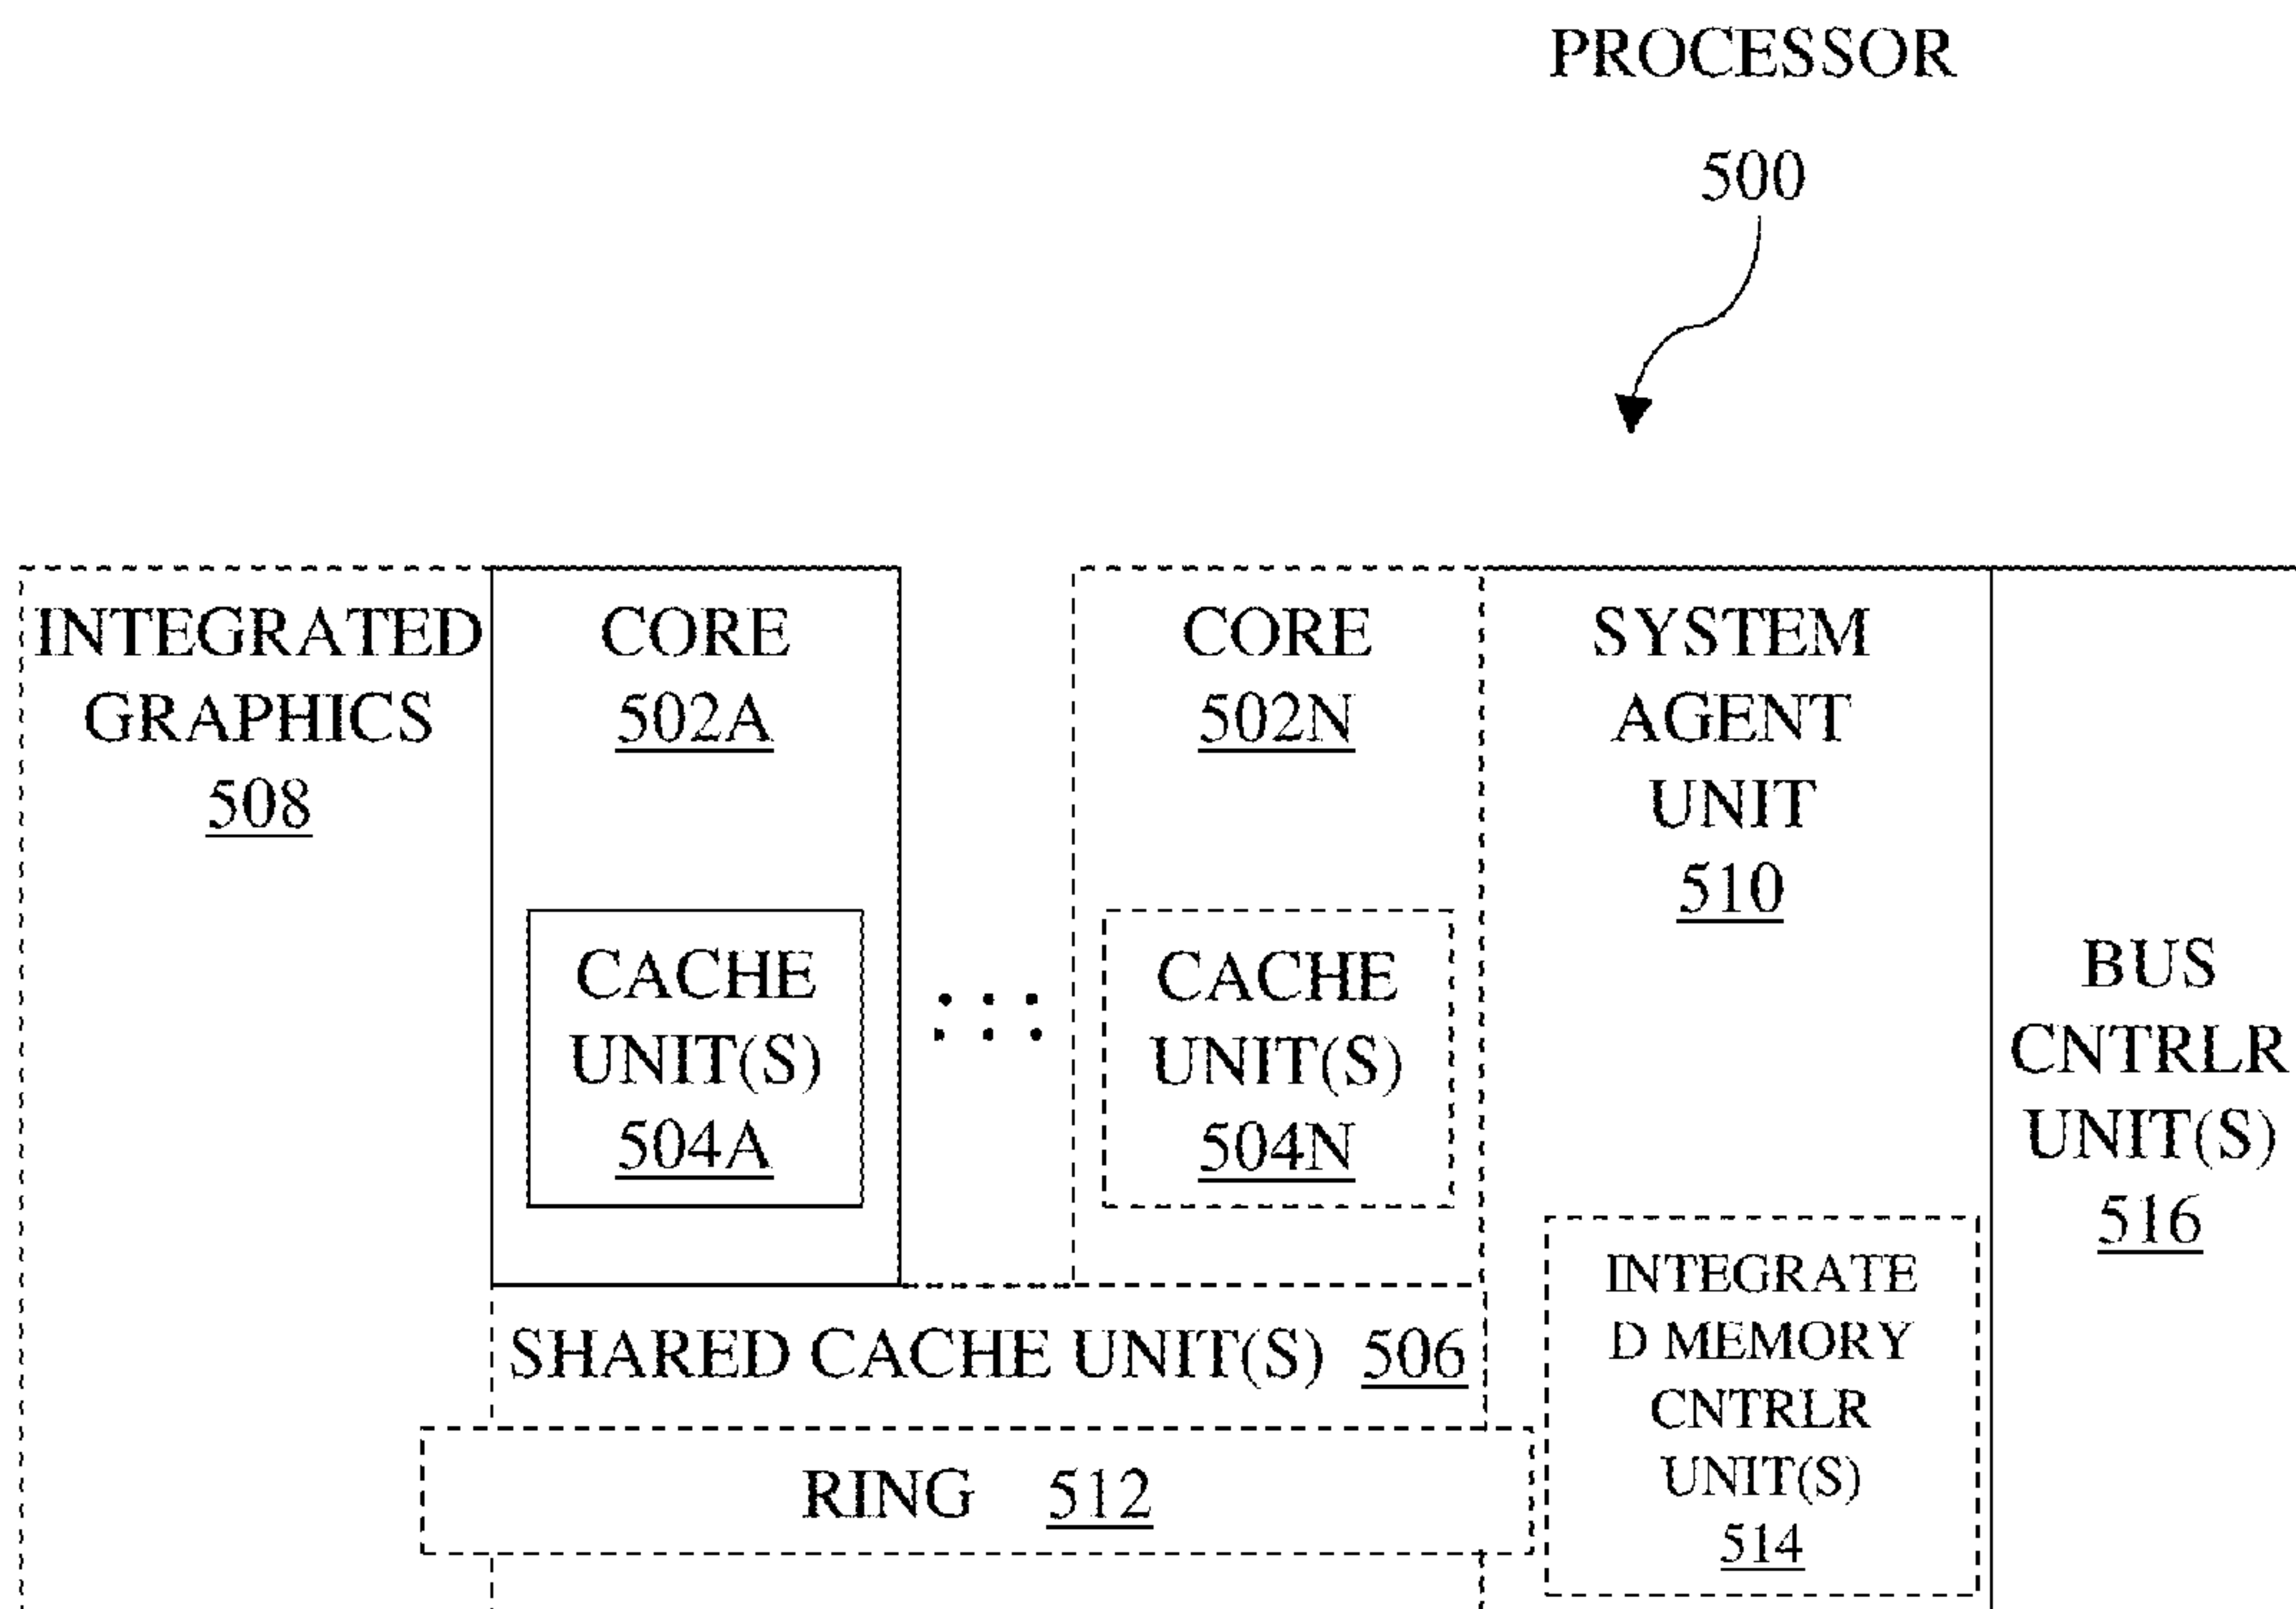 PROCESSOR
500
INTEGRATED
GRAPHICS
508
CORE
502A
CACHE
UNIT(S)
504A
CORE
502N
CACHE
UNIT(S)
504N
SYSTEM
AGENT
UNIT
510
INTEGRATE
D MEMORY
CNTRLR
UNIT(S)
514
BUS
CNTRLR
UNIT(S)
516
SHARED CACHE UNIT(S) 506
RING 512